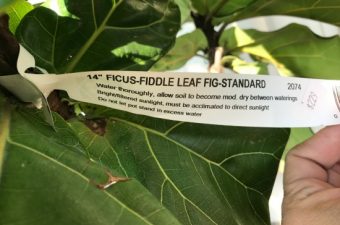 14" FICUS-FIDDLE LEAF FIG-STANDARD 2074
Water thoroughly, allow soil to become mod. dry between waterings
Bright/filtered sunlight, must be acclimated to direct sunlight
Do not let pot stand in excess water